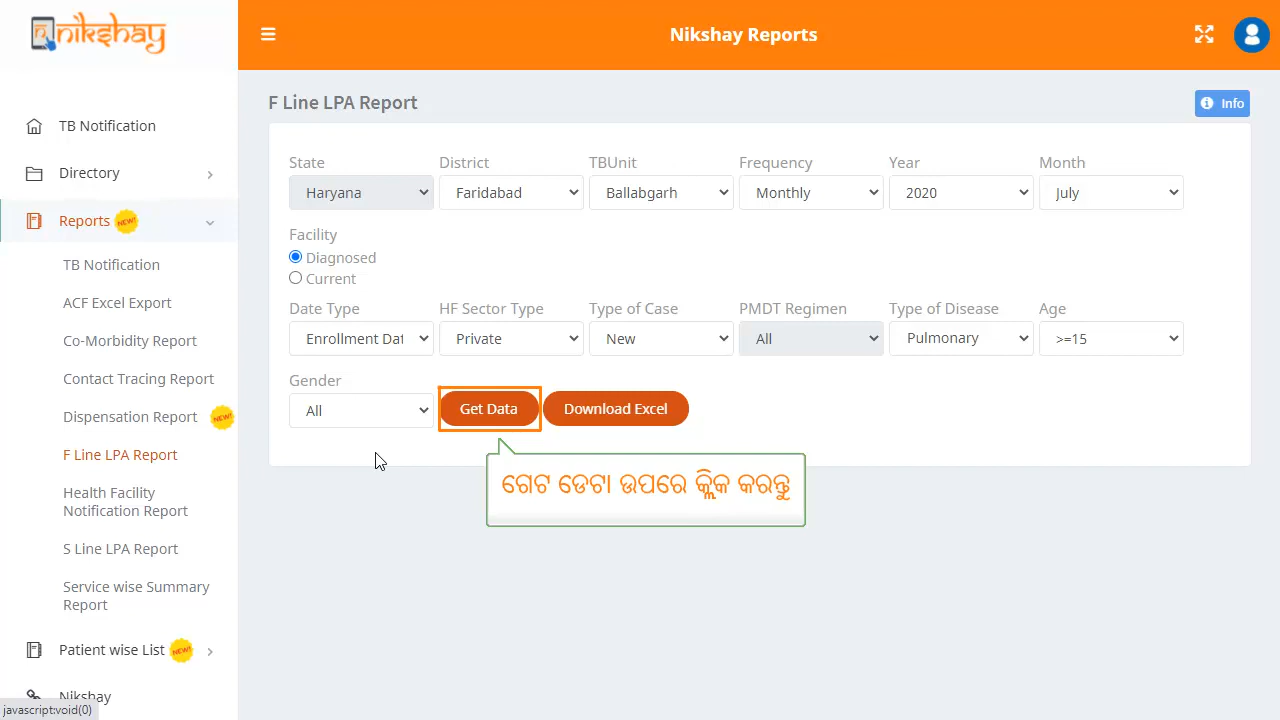 nikshay
Nikshay Reports
TB Notification
Directory
Reports NEW!
TB Notification
ACF Excel Export
Co-Morbidity Report
Contact Tracing Report
Dispensation Report NEW!
F Line LPA Report
Health Facility
Notification Report
S Line LPA Report
Service wise Summary
Report
Patient wise List NEW!
Nikshay
javascript:void(0)
F Line LPA Report
Info
State District TBUnit Frequency Year Month
Haryana Faridabad Ballabgarh Monthly 2020 July
Facility
Diagnosed
Current
Date Type HF Sector Type Type of Case PMDT Regimen Type of Disease Age
Enrollment Dat Private New All Pulmonary >=15
Gender
All Get Data Download Excel
ଗେଟ ଡେଟା ଉପରେ କ୍ଲିକ କରନ୍ତୁ